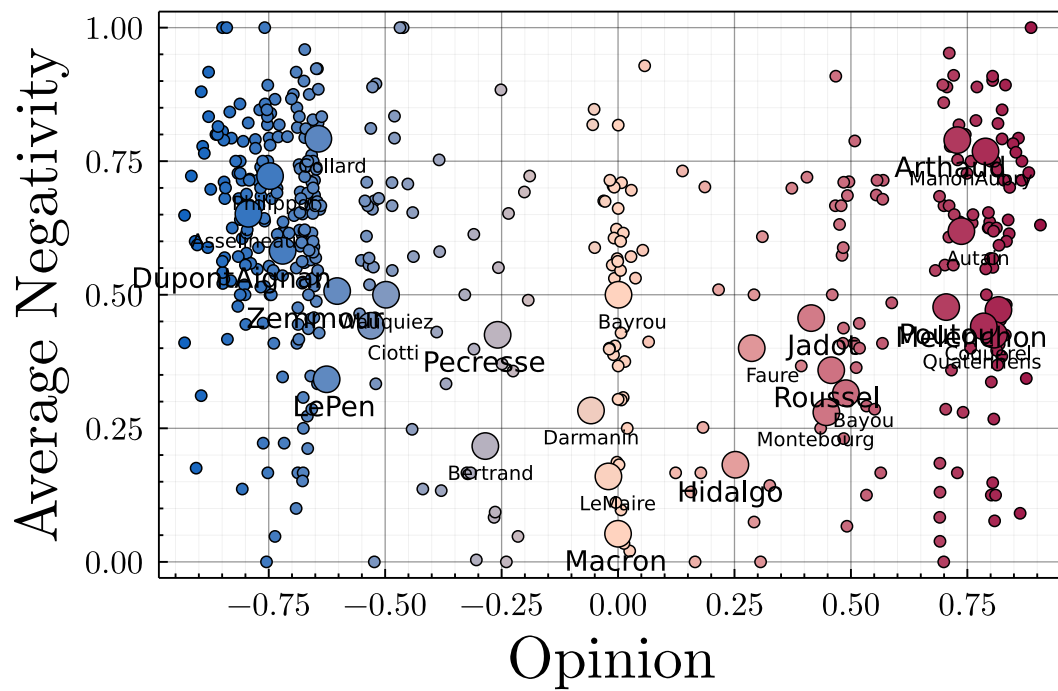 1.00
Collard
Arthaud
ManonAubry
0.75
Philippot
Asselineau
Autain
DupontAignan
0.50
Zemmour
Wauquiez
Bayrou
Poutou
Melenchon
Ciotti
Pecresse
Jadot
Coquerel
Quatennens
Faure
LePen
Roussel
Bayou
0.25
Darmanin
Montebourg
Bertrand
Hidalgo
LeMaire
Macron
0.00
Average Negativity
−0.75 −0.50 −0.25 0.00 0.25 0.50 0.75
Opinion